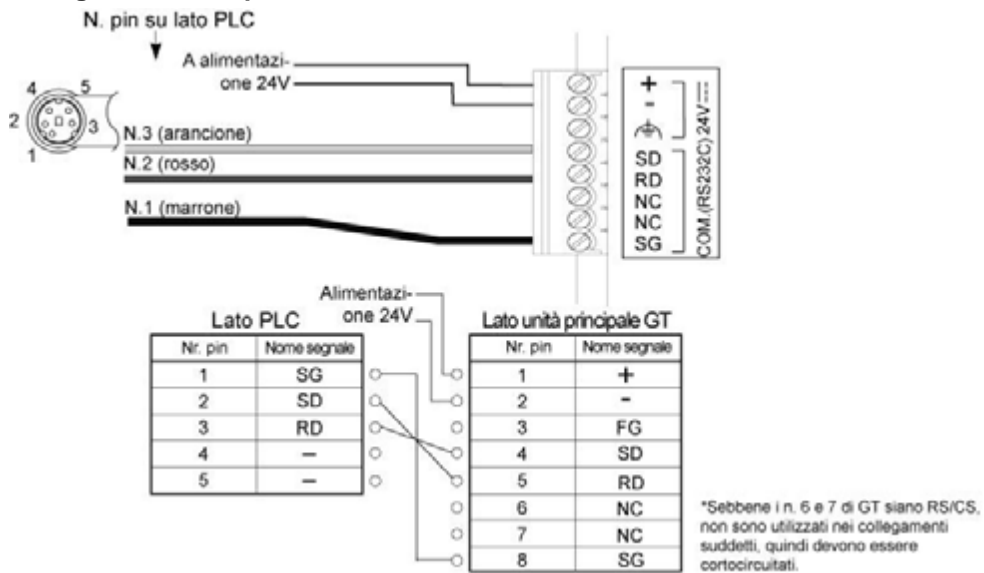 N. pin su lato PLC
A alimentazi-
one 24V
4 5
2 3
1
N.3 (arancione)
N.2 (rosso)
N.1 (marrone)
+
-
SD
RD
NC
NC
SG
24V
COM.(RS232C)
Alimentazi-
one 24V
Lato PLC
Nr. pin Nome segnale
1 SG
2 SD
3 RD
4 –
5 –
Lato unità principale GT
Nr. pin Nome segnale
1 +
2 -
3 FG
4 SD
5 RD
6 NC
7 NC
8 SG
*Sebbene i n. 6 e 7 di GT siano RS/CS,
non sono utilizzati nei collegamenti
suddetti, quindi devono essere
cortocircuitati.